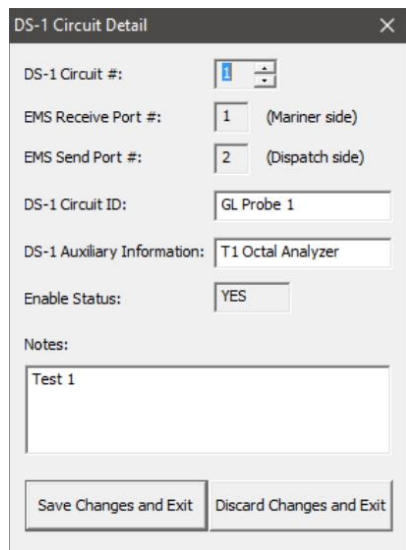 DS-1 Circuit Detail
DS-1 Circuit #: 1
EMS Receive Port #: 1 (Mariner side)
EMS Send Port #: 2 (Dispatch side)
DS-1 Circuit ID: GL Probe 1
DS-1 Auxiliary Information: T1 Octal Analyzer
Enable Status: YES
Notes:
Test 1
Save Changes and Exit Discard Changes and Exit